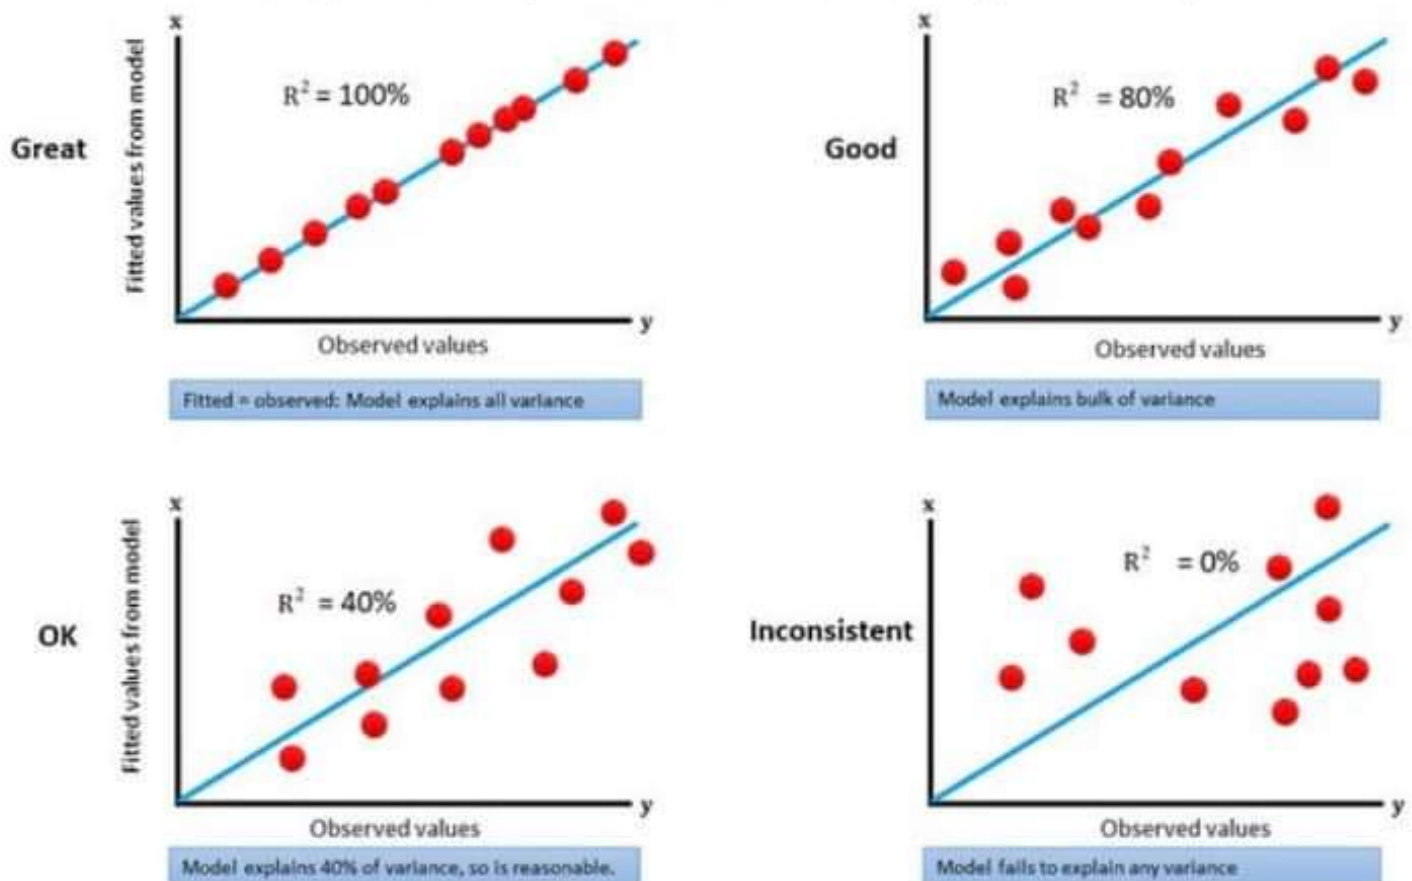 x
Fitted values from model
Great
R² = 100%
y
Observed values
Fitted = observed: Model explains all variance
x
Good
R² = 80%
y
Observed values
Model explains bulk of variance
x
Fitted values from model
OK
R² = 40%
y
Observed values
Model explains 40% of variance, so is reasonable.
x
Inconsistent
R² = 0%
y
Observed values
Model fails to explain any variance